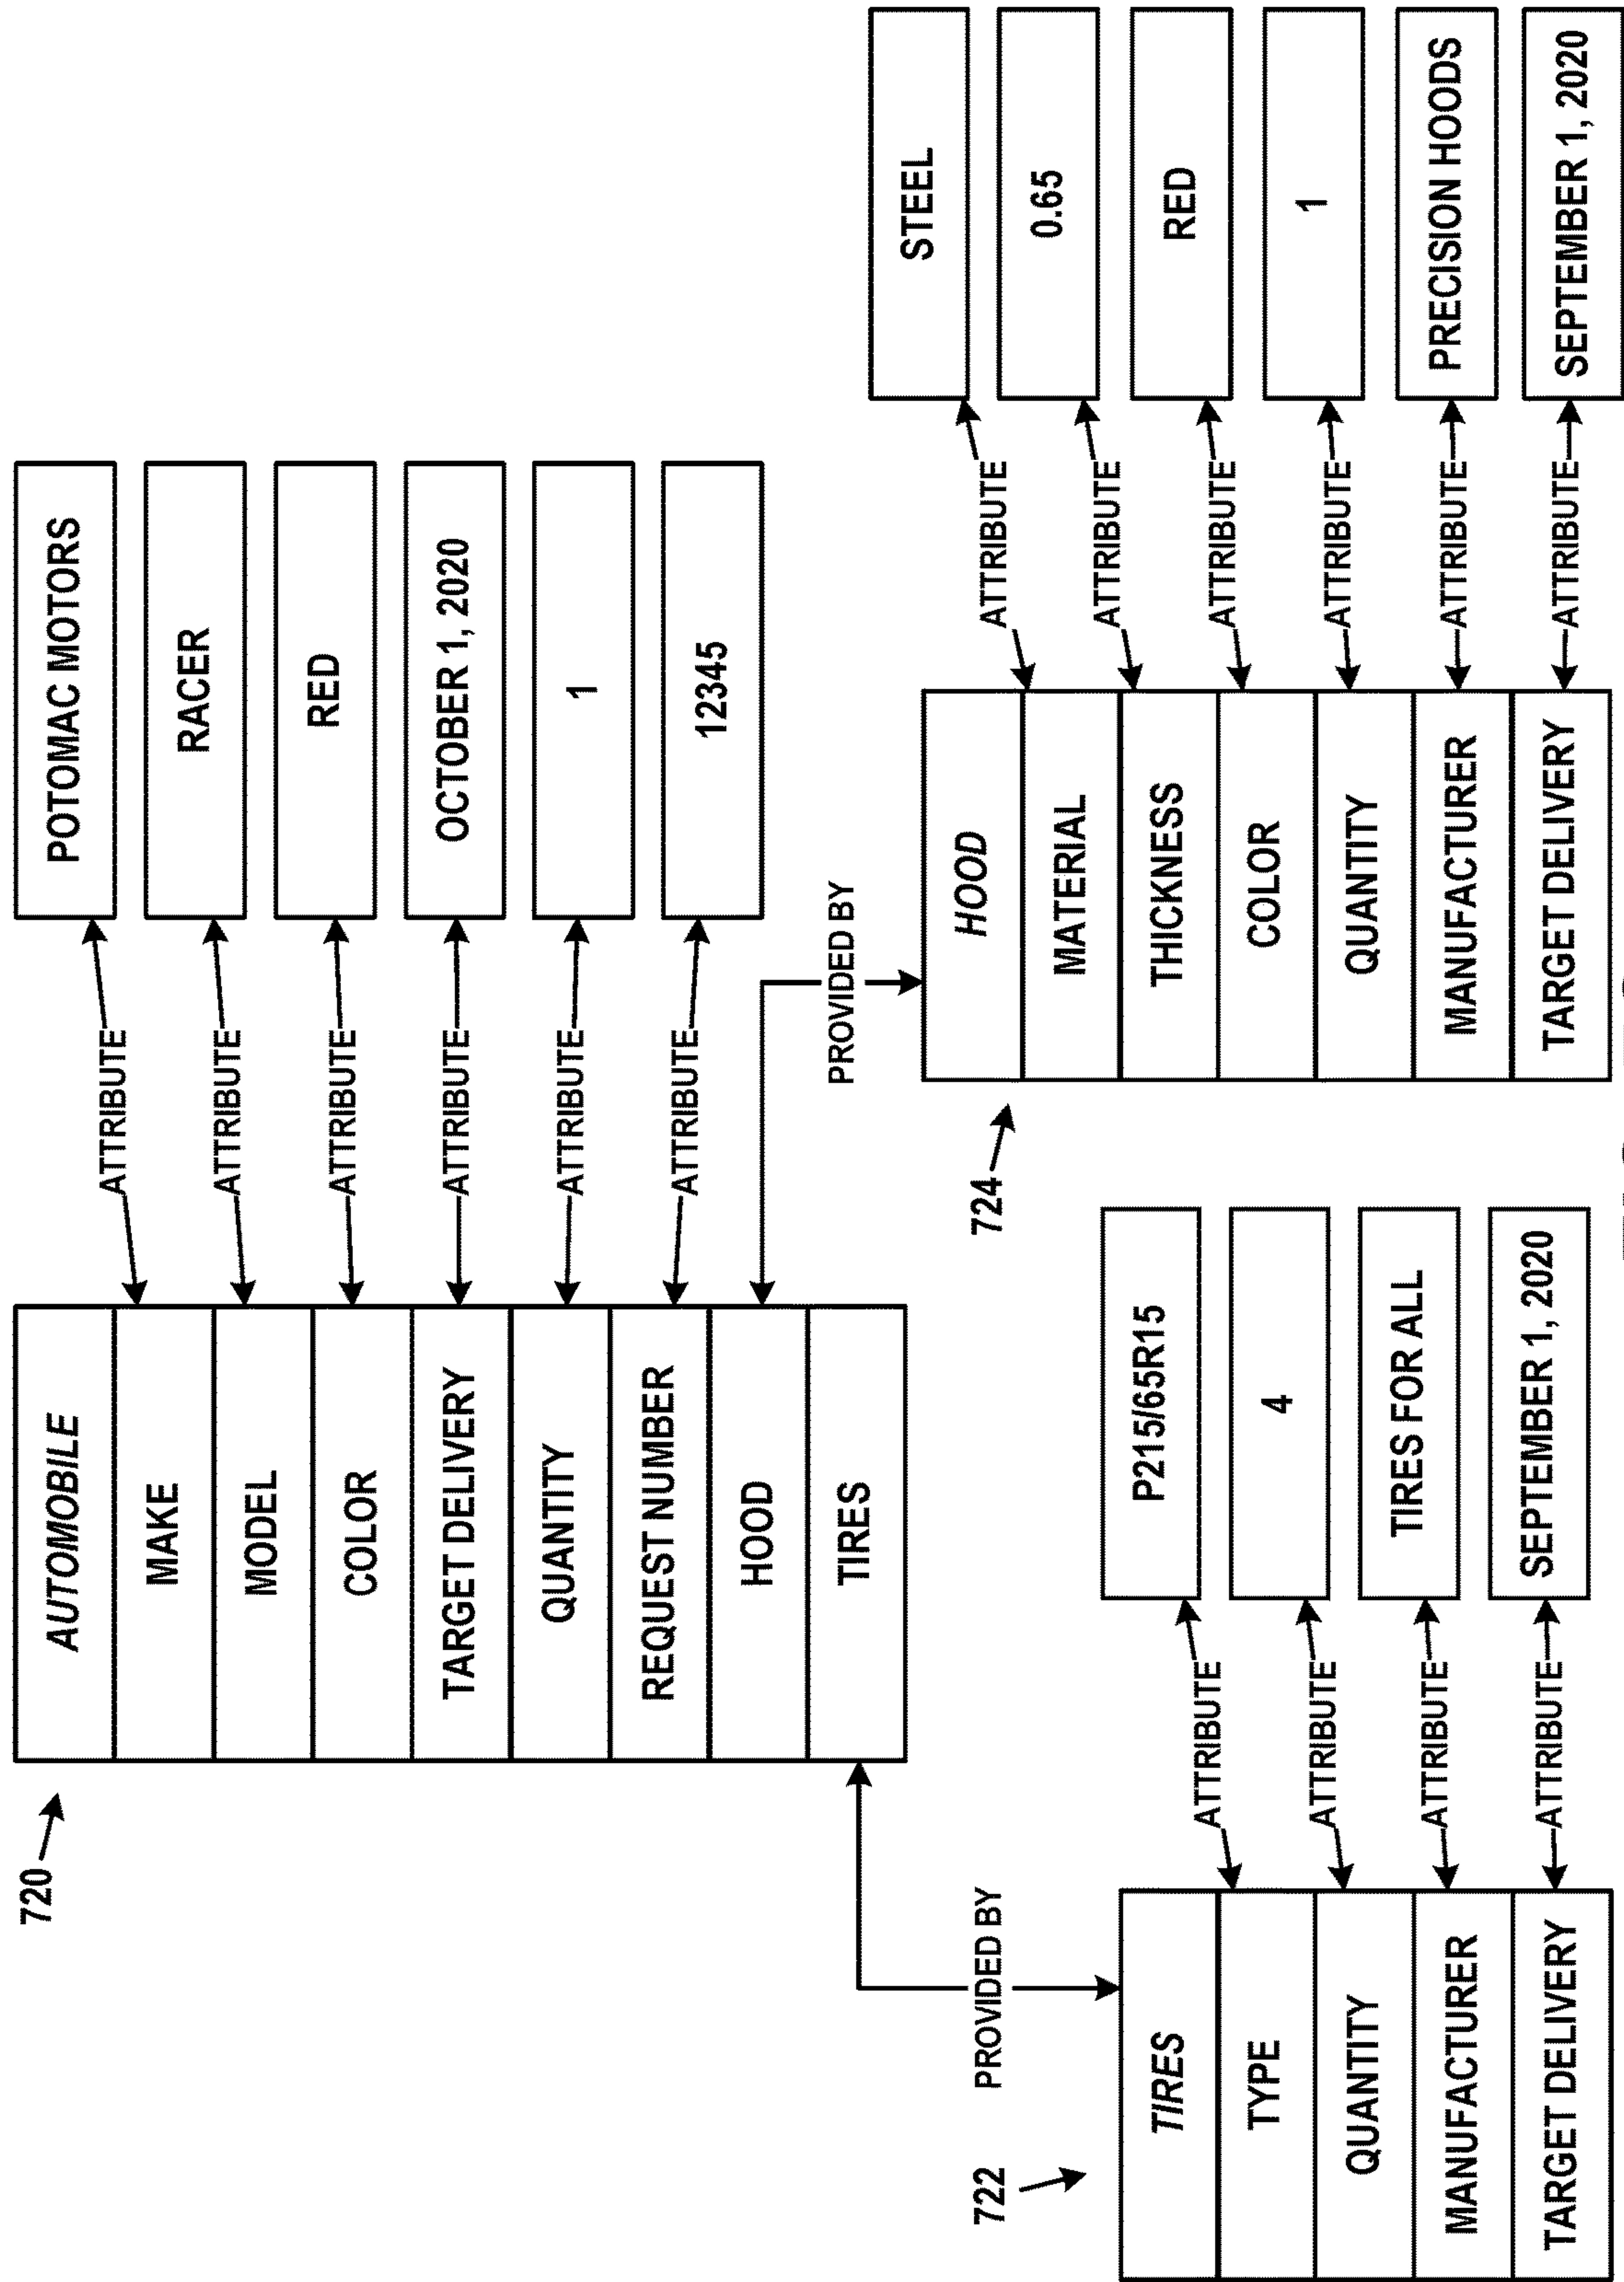 720
AUTOMOBILE
MAKE
MODEL
COLOR
TARGET DELIVERY
QUANTITY
REQUEST NUMBER
HOOD
TIRES
ATTRIBUTE
ATTRIBUTE
ATTRIBUTE
ATTRIBUTE
ATTRIBUTE
ATTRIBUTE
POTOMAC MOTORS
RACER
RED
OCTOBER 1, 2020
1
12345
PROVIDED BY
PROVIDED BY
722
TIRES
TYPE
QUANTITY
MANUFACTURER
TARGET DELIVERY
ATTRIBUTE
ATTRIBUTE
ATTRIBUTE
ATTRIBUTE
P215/65R15
4
TIRES FOR ALL
SEPTEMBER 1, 2020
724
HOOD
MATERIAL
THICKNESS
COLOR
QUANTITY
MANUFACTURER
TARGET DELIVERY
ATTRIBUTE
ATTRIBUTE
ATTRIBUTE
ATTRIBUTE
ATTRIBUTE
ATTRIBUTE
STEEL
0.65
RED
1
PRECISION HOODS
SEPTEMBER 1, 2020